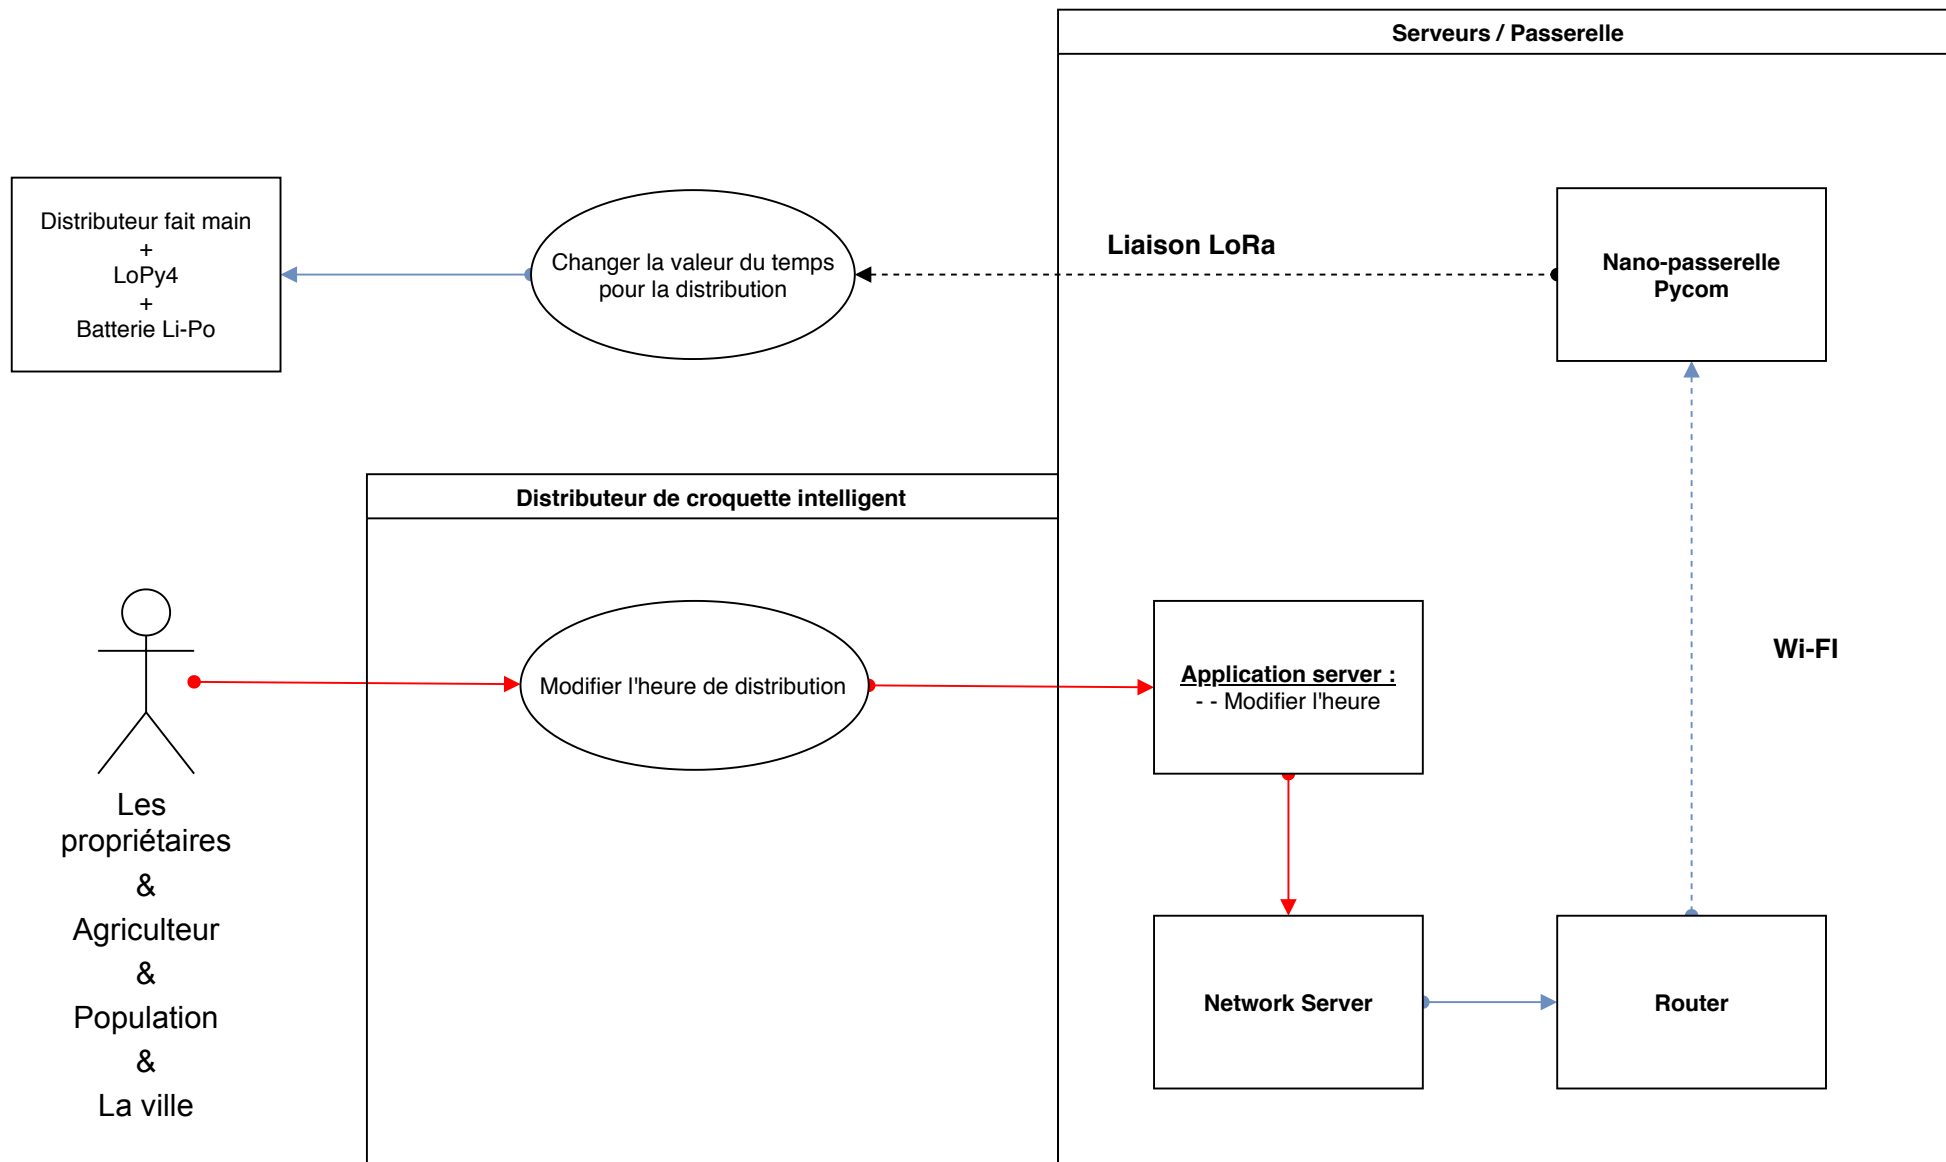 Serveurs / Passerelle
Distributeur fait main
+
LoPy4
+
Batterie Li-Po
Changer la valeur du temps
pour la distribution
Liaison LoRa
Nano-passerelle
Pycom
Distributeur de croquette intelligent
Modifier l'heure de distribution
Application server :
- - Modifier l'heure
Wi-FI
Les
propriétaires
&
Agriculteur
&
Population
&
La ville
Network Server
Router